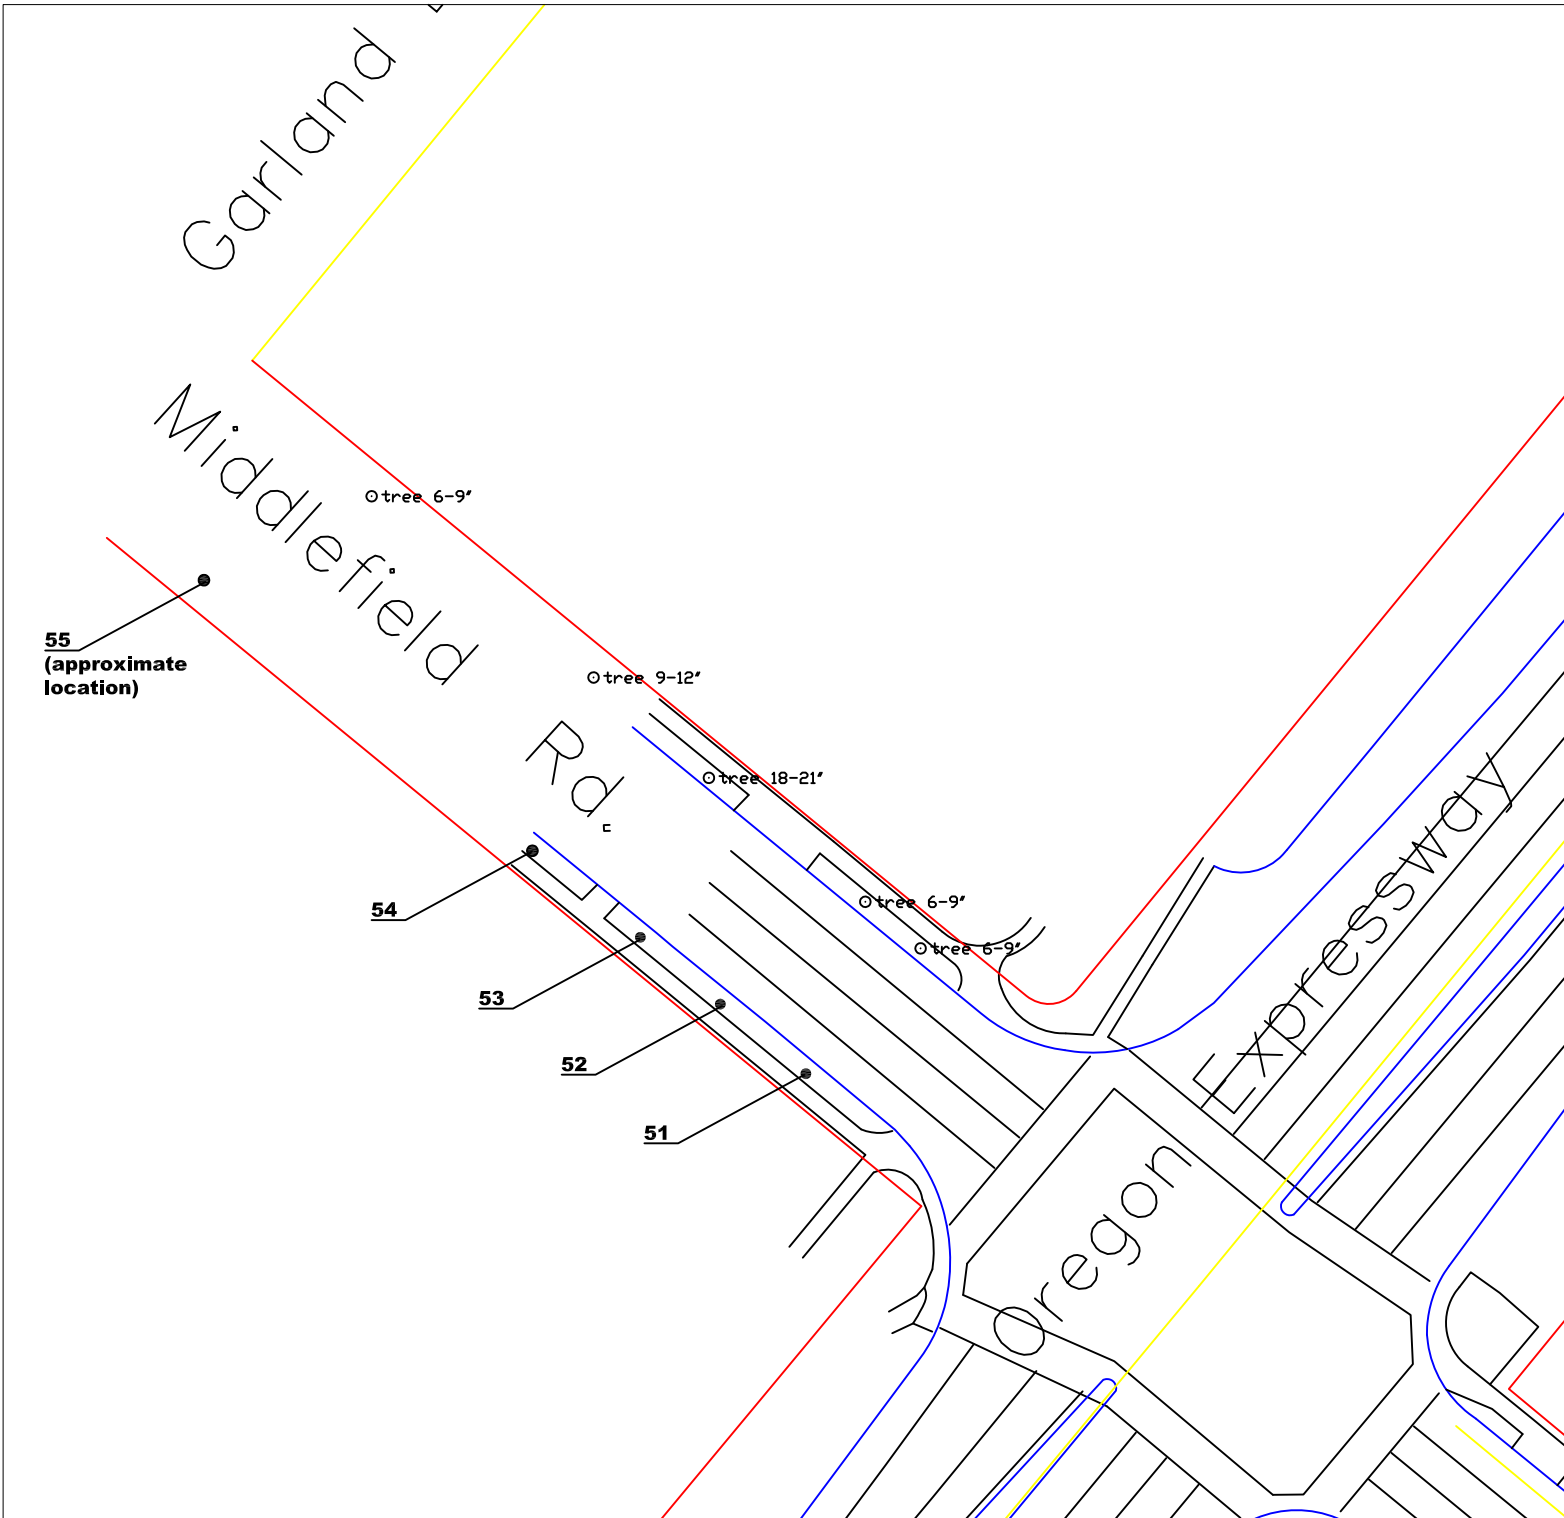 Garland
Middlefield Rd.
tree 6-9"
55
(approximate
location)
tree 9-12"
tree 18-21"
54
tree 6-9"
tree 6-9"
53
52
51
Oregon Expressway